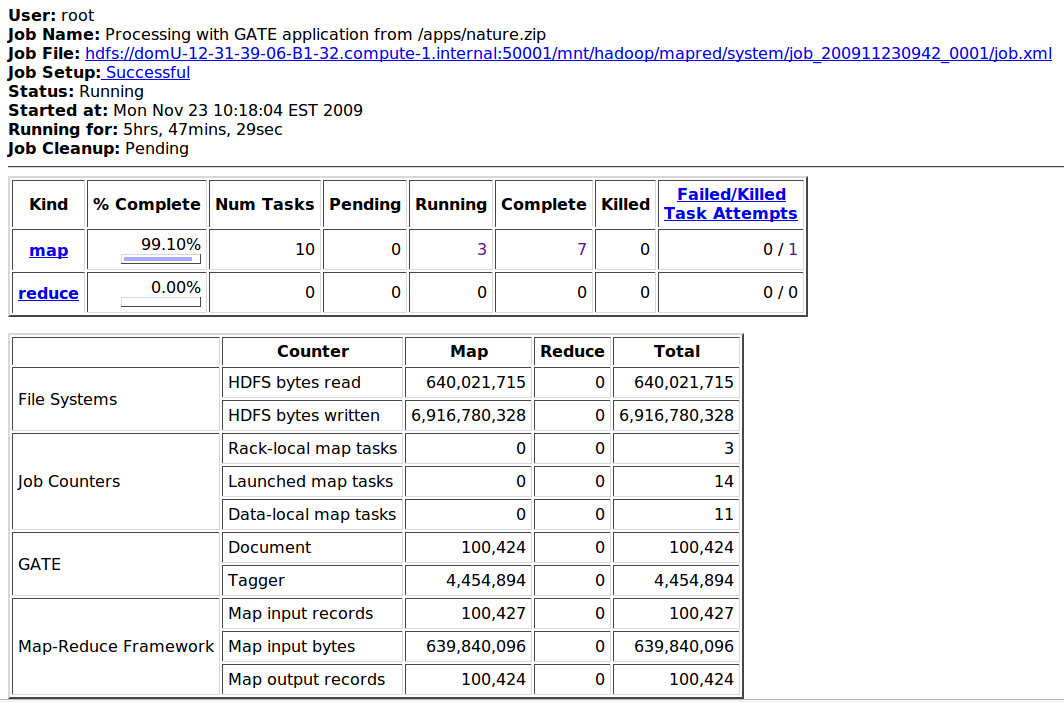 User: root
Job Name: Processing with GATE application from /apps/nature.zip
Job File: hdfs://domU-12-31-39-06-B1-32.compute-1.internal:50001/mnt/hadoop/mapred/system/job_200911230942_0001/job.xml
Job Setup: Successful
Status: Running
Started at: Mon Nov 23 10:18:04 EST 2009
Running for: 5hrs, 47mins, 29sec
Job Cleanup: Pending
Kind % Complete Num Tasks Pending Running Complete Killed Failed/Killed Task Attempts
map 99.10% 10 0 3 7 0 0 / 1
reduce 0.00% 0 0 0 0 0 0 / 0
Counter Map Reduce Total
File Systems HDFS bytes read 640,021,715 0 640,021,715
HDFS bytes written 6,916,780,328 0 6,916,780,328
Job Counters Rack-local map tasks 0 0 3
Launched map tasks 0 0 14
Data-local map tasks 0 0 11
GATE Document 100,424 0 100,424
Tagger 4,454,894 0 4,454,894
Map-Reduce Framework Map input records 100,427 0 100,427
Map input bytes 639,840,096 0 639,840,096
Map output records 100,424 0 100,424